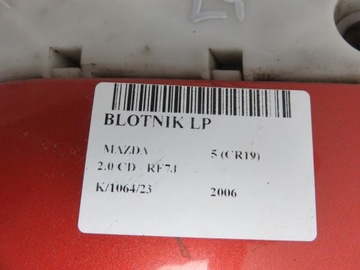 BLOTNIK LP
MAZDA 5 (CR19)
2.0 CD - RF7J
K/1064/23 2006